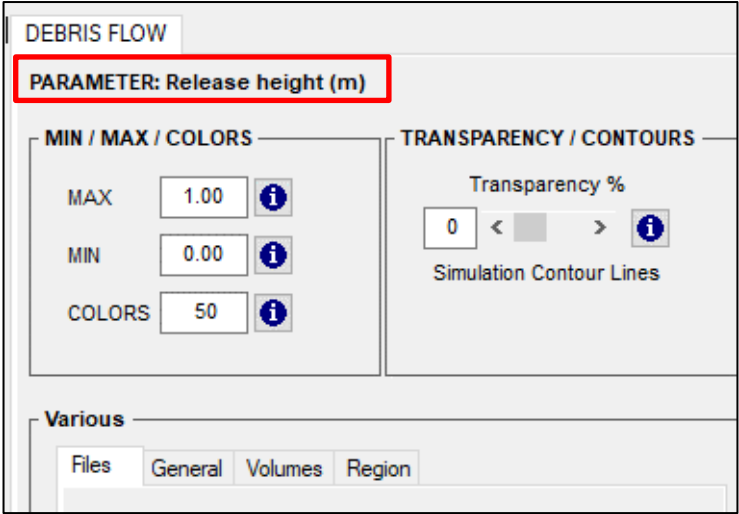 DEBRIS FLOW
PARAMETER: Release height (m)
MIN / MAX / COLORS
MAX 1.00
MIN 0.00
COLORS 50
TRANSPARENCY / CONTOURS
Transparency %
0
Simulation Contour Lines
Various
Files General Volumes Region